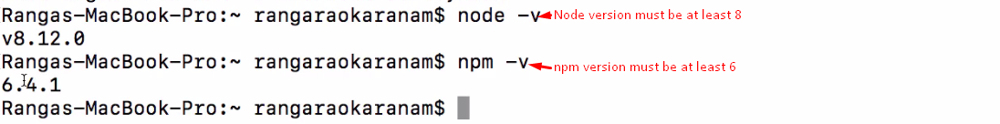 Rangas-MacBook-Pro:~ rangaraokaranam$ node -v Node version must be at least 8
v8.12.0
Rangas-MacBook-Pro:~ rangaraokaranam$ npm -v npm version must be at least 6
6.4.1
Rangas-MacBook-Pro:~ rangaraokaranam$